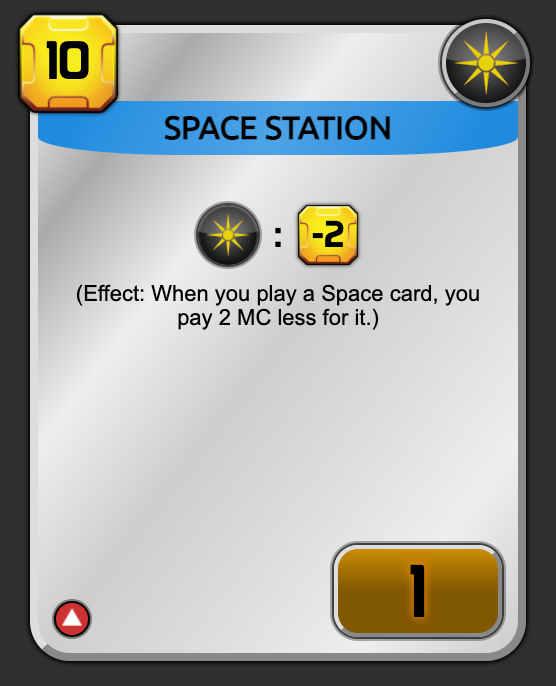 10
SPACE STATION
: -2
(Effect: When you play a Space card, you
pay 2 MC less for it.)
1